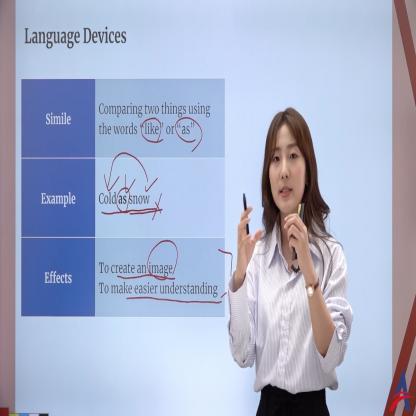 Language Devices
Simile
Comparing two things using
the words "like" or "as"
Example
Cold as snow
Effects
To create an image
To make easier understanding